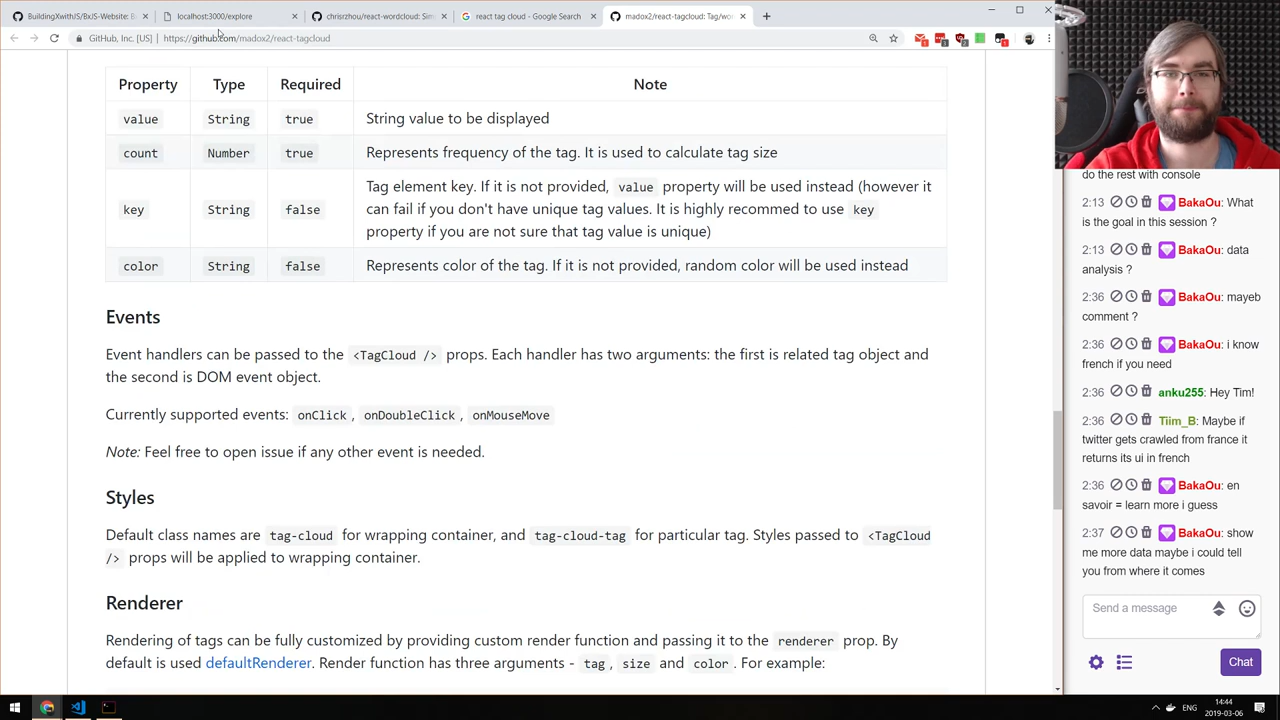 BuildingXwithJS/BxJS-Website: B
localhost:3000/explore
chrisrzhou/react-wordcloud: Sim
react tag cloud - Google Search
madox2/react-tagcloud: Tag/wo
GitHub, Inc. [US]
https://github.com/madox2/react-tagcloud
Property Type Required Note
value String true String value to be displayed
count Number true Represents frequency of the tag. It is used to calculate tag size
key String false Tag element key. If it is not provided, value property will be used instead (however it
can fail if you don't have unique tag values. It is highly recommed to use key
property if you are not sure that tag value is unique)
color String false Represents color of the tag. If it is not provided, random color will be used instead
Events
Event handlers can be passed to the <TagCloud /> props. Each handler has two arguments: the first is related tag object and
the second is DOM event object.
Currently supported events: onClick, onDoubleClick, onMouseMove
Note: Feel free to open issue if any other event is needed.
Styles
Default class names are tag-cloud for wrapping container, and tag-cloud-tag for particular tag. Styles passed to <TagCloud
/> props will be applied to wrapping container.
Renderer
Rendering of tags can be fully customized by providing custom render function and passing it to the renderer prop. By
default is used defaultRenderer. Render function has three arguments - tag, size and color. For example:
do the rest with console
2:13 BakaOu: What
is the goal in this session ?
2:13 BakaOu: data
analysis ?
2:36 BakaOu: mayeb
comment ?
2:36 BakaOu: i know
french if you need
2:36 anku255: Hey Tim!
2:36 Tiim_B: Maybe if
twitter gets crawled from france it
returns its ui in french
2:36 BakaOu: en
savoir = learn more i guess
2:37 BakaOu: show
me more data maybe i could tell
you from where it comes
Send a message
Chat
ENG
14:44
2019-03-06